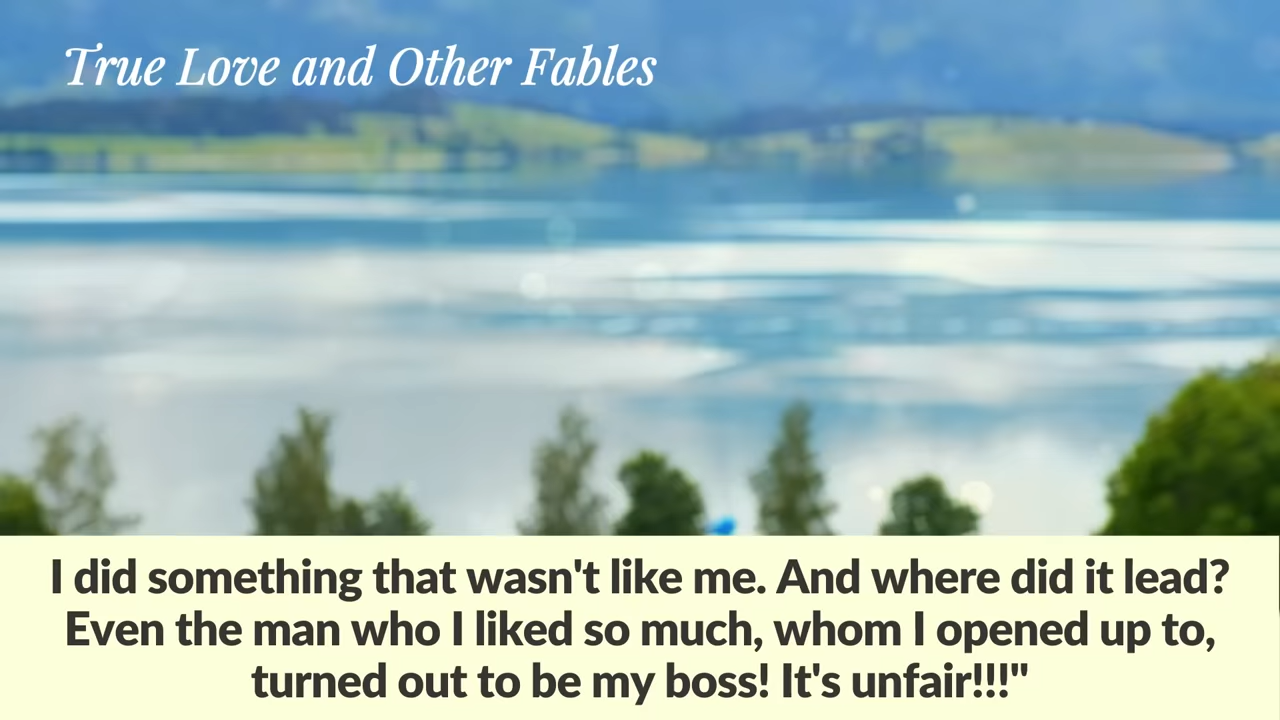 True Love and Other Fables
I did something that wasn't like me. And where did it lead?
Even the man who I liked so much, whom I opened up to,
turned out to be my boss! It's unfair!!!"